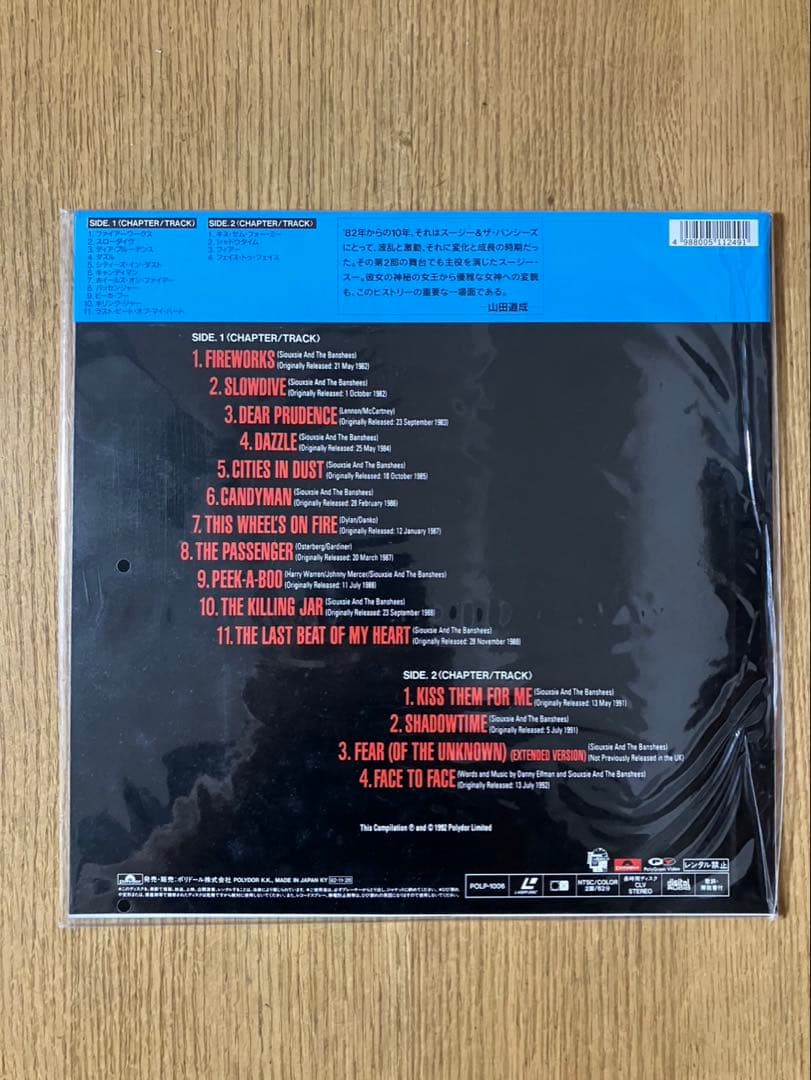 SIDE. 1 (CHAPTER/TRACK)
1. ファイアーワークス
2. スローダイヴ
3. ディア・プルーデンス
4. ダズル
5. シティーズ・イン・ダスト
6. キャンディマン
7. ホイールズ・オン・ファイアー
8. パッセンジャー
9. ピーカ・ブー
10. キリング・ジャー
11. ラスト・ビート・オブ・マイ・ハート
SIDE. 2 (CHAPTER/TRACK)
1. キス・ゼム・フォー・ミー
2. シャドウタイム
3. フィアー
4. フェイス・トゥ・フェイス
'82年からの10年、それはスージー&ザ・バンシーズ
にとって、波乱と激動、それに変化と成長の時期だっ
た。その第2部の舞台でも主役を演じたスージー・
スー。彼女の神秘の女王から優雅な女神への変貌
も、このヒストリーの重要な一場面である。
山田道成
4 988005 112491
SIDE. 1 (CHAPTER/TRACK)
1. FIREWORKS (Siouxsie And The Banshees) (Originally Released: 21 May 1982)
2. SLOWDIVE (Siouxsie And The Banshees) (Originally Released: 1 October 1982)
3. DEAR PRUDENCE (Lennon/McCartney) (Originally Released: 23 September 1983)
4. DAZZLE (Siouxsie And The Banshees) (Originally Released: 25 May 1984)
5. CITIES IN DUST (Siouxsie And The Banshees) (Originally Released: 18 October 1985)
6. CANDYMAN (Siouxsie And The Banshees) (Originally Released: 28 February 1986)
7. THIS WHEEL'S ON FIRE (Dylan/Danko) (Originally Released: 12 January 1987)
8. THE PASSENGER (Osterberg/Gardiner) (Originally Released: 20 March 1987)
9. PEEK-A-BOO (Harry Warren/Johnny Mercer/Siouxsie And The Banshees) (Originally Released: 11 July 1988)
10. THE KILLING JAR (Siouxsie And The Banshees) (Originally Released: 23 September 1988)
11. THE LAST BEAT OF MY HEART (Siouxsie And The Banshees) (Originally Released: 28 November 1988)
SIDE. 2 (CHAPTER/TRACK)
1. KISS THEM FOR ME (Siouxsie And The Banshees) (Originally Released: 13 May 1991)
2. SHADOWTIME (Siouxsie And The Banshees) (Originally Released: 5 July 1991)
3. FEAR (OF THE UNKNOWN) (EXTENDED VERSION) (Siouxsie And The Banshees) (Not Previously Released in the UK)
4. FACE TO FACE (Words and Music by Danny Elfman and Siouxsie And The Banshees) (Originally Released: 13 July 1992)
This Compilation ℗ and © 1992 Polydor Limited
PolyGram Video
レンタル禁止
発売・販売:ポリドール株式会社 POLYDOR K.K., MADE IN JAPAN KY
POLP-1006
NTSC/COLOR
2面/62分
長時間ディスク
CLV
STEREO
digital
歌詞・
解説書付